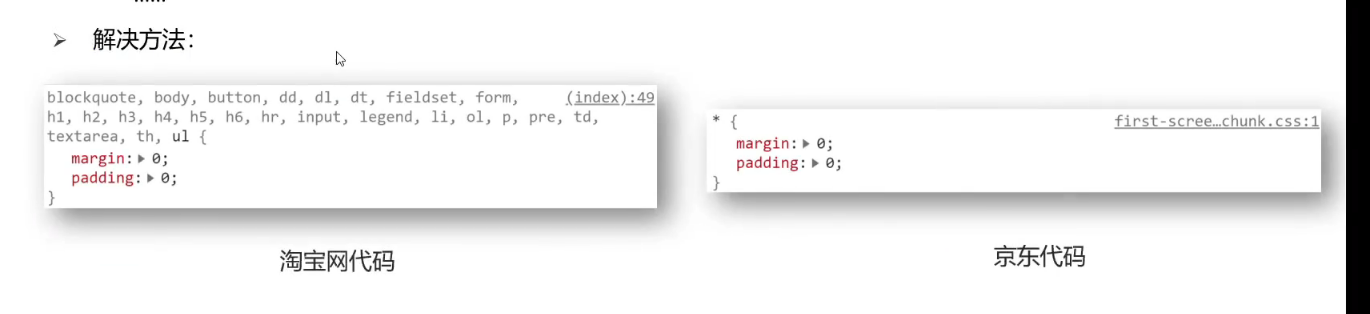 ➢ 解决方法：
blockquote, body, button, dd, dl, dt, fieldset, form, (index):49
h1, h2, h3, h4, h5, h6, hr, input, legend, li, ol, p, pre, td,
textarea, th, ul {
margin:▶ 0;
padding:▶ 0;
}
淘宝网代码
* { first-scree…chunk.css:1
margin:▶ 0;
padding:▶ 0;
}
京东代码